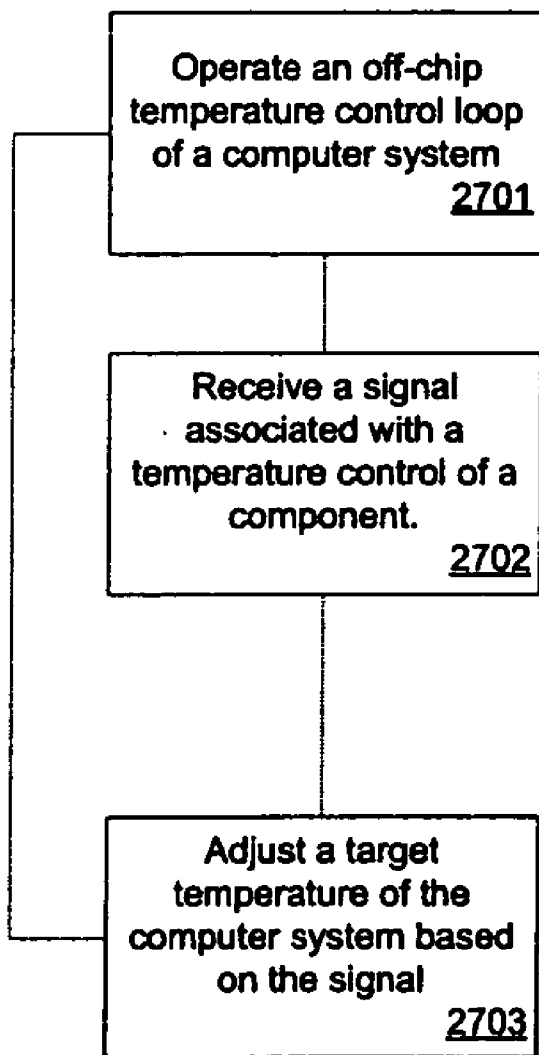 Operate an off-chip
temperature control loop
of a computer system
2701
Receive a signal
associated with a
temperature control of a
component.
2702
Adjust a target
temperature of the
computer system based
on the signal
2703